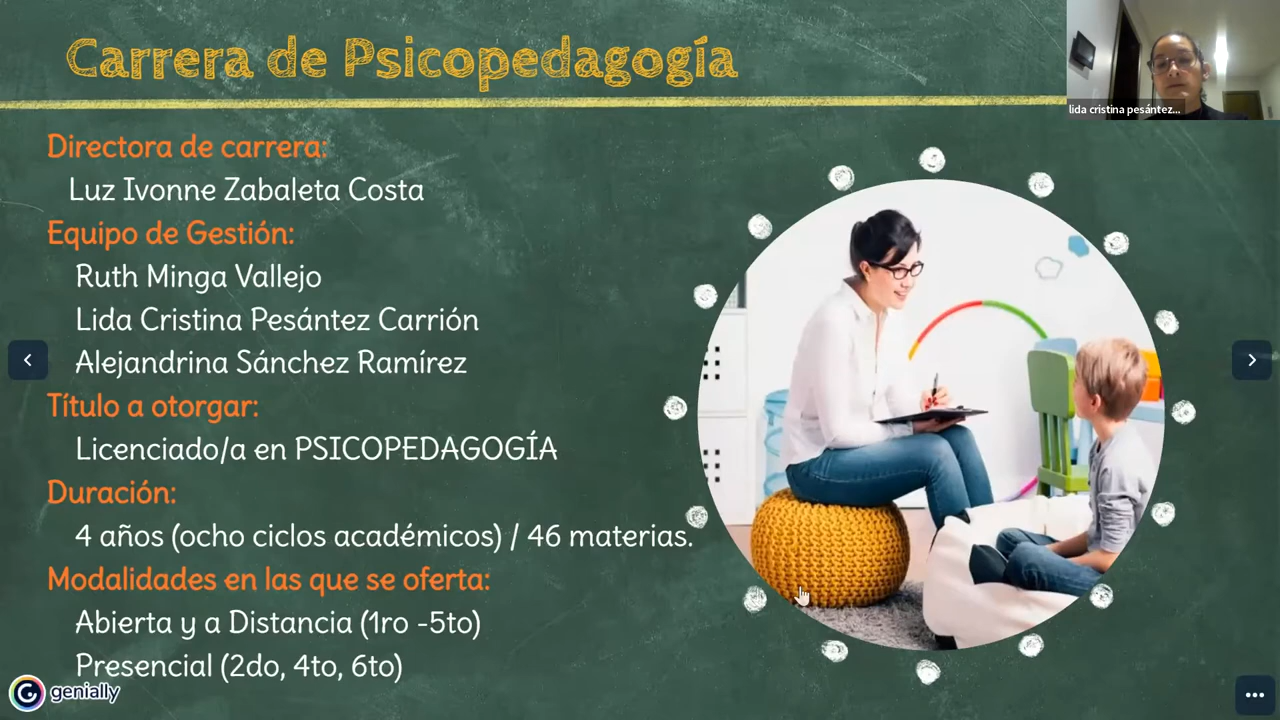 Carrera de Psicopedagogía
lida cristina pesántez...
Directora de carrera:
Luz Ivonne Zabaleta Costa
Equipo de Gestión:
Ruth Minga Vallejo
Lida Cristina Pesántez Carrión
Alejandrina Sánchez Ramírez
Título a otorgar:
Licenciado/a en PSICOPEDAGOGÍA
Duración:
4 años (ocho ciclos académicos) / 46 materias.
Modalidades en las que se oferta:
Abierta y a Distancia (1ro -5to)
Presencial (2do, 4to, 6to)
genially